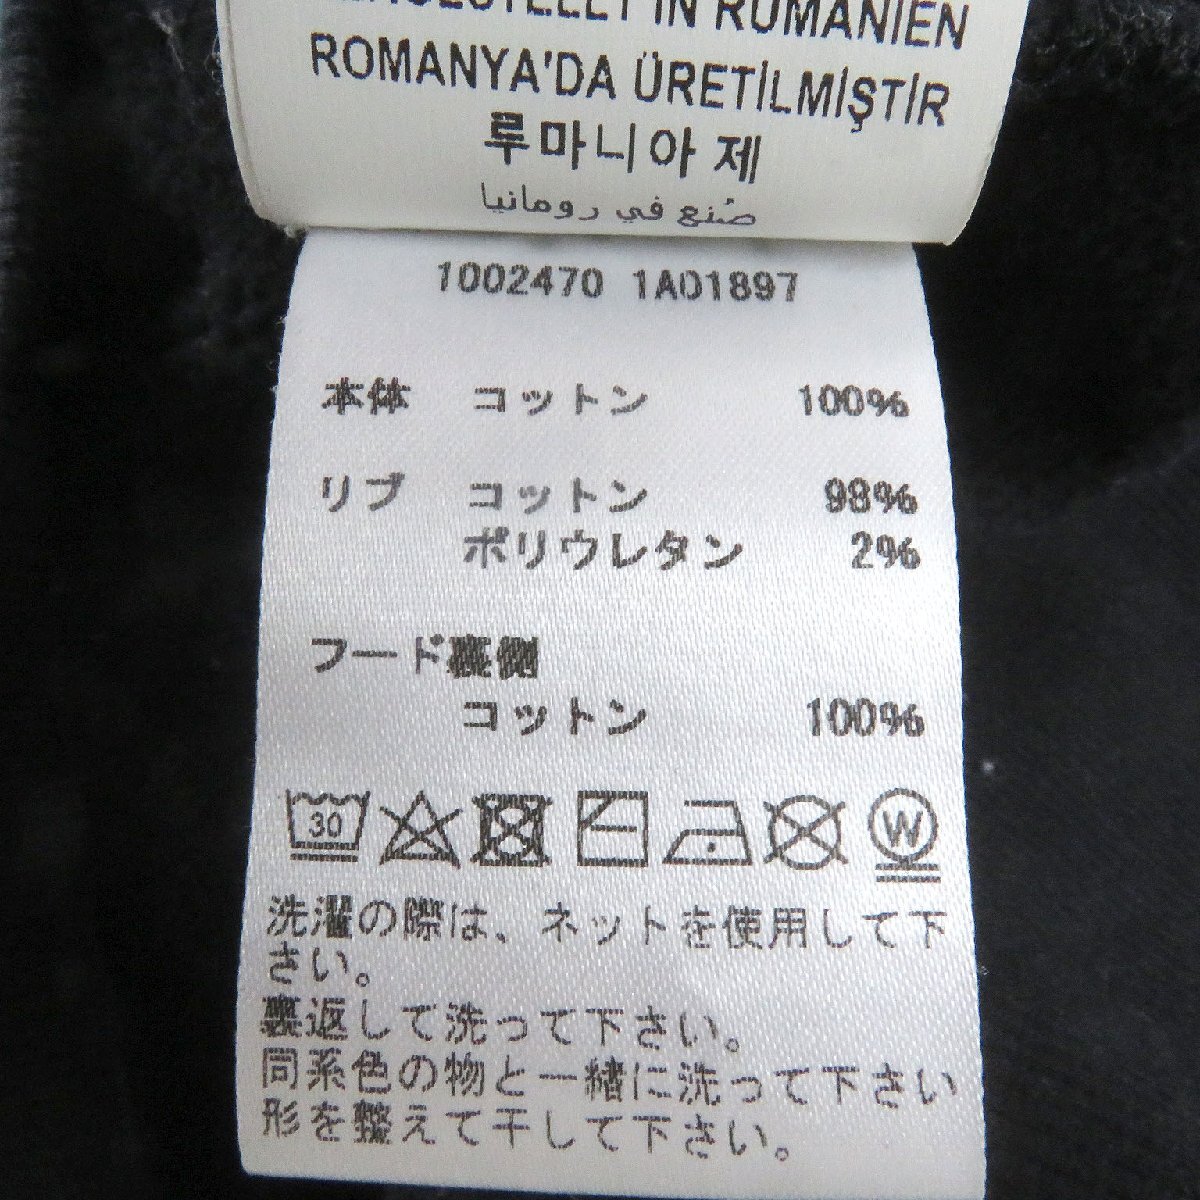 IN RUMANIEN
ROMANYA'DA ÜRETİLMİŞTİR
루마니아 제
صُنع في رومانيا
1002470 1A01897
本体 コットン 100%
リブ コットン 98%
ポリウレタン 2%
フード裏側
コットン 100%
30
W
洗濯の際は、ネットを使用して下
さい。
裏返して洗って下さい。
同系色の物と一緒に洗って下さい
形を整えて干して下さい。